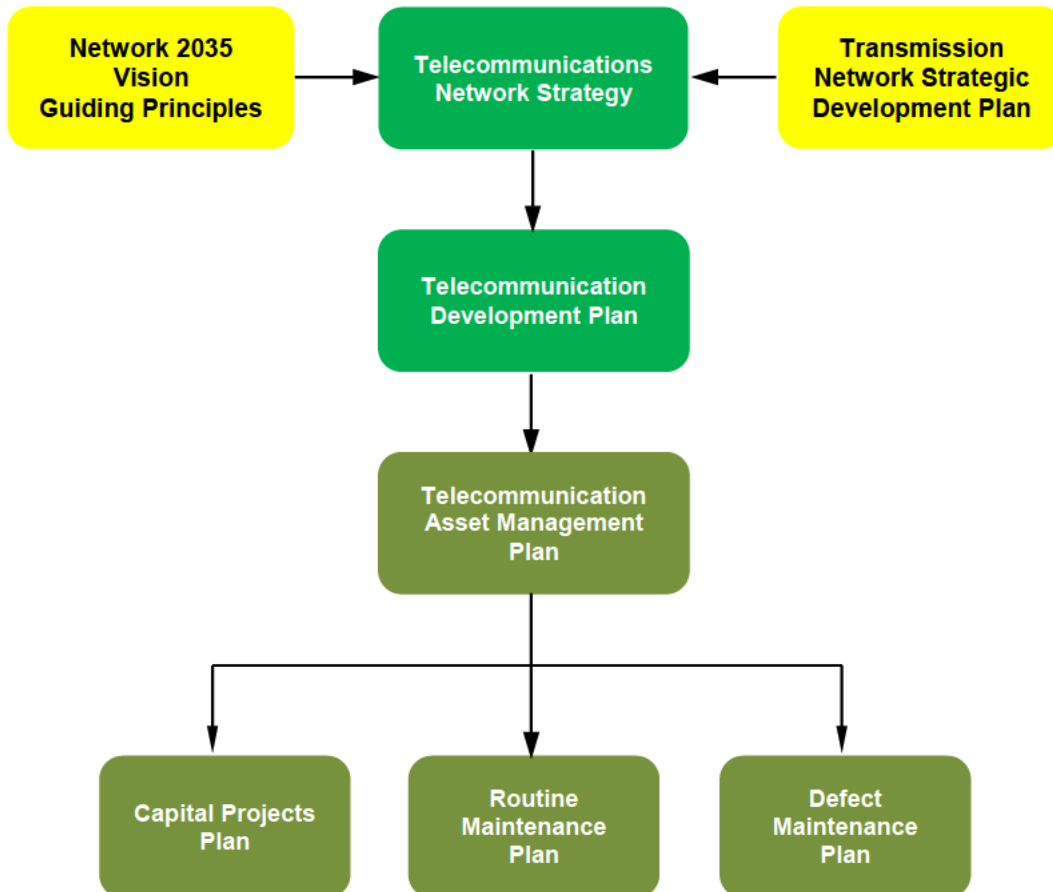 Network 2035
Vision
Guiding Principles
Telecommunications
Network Strategy
Transmission
Network Strategic
Development Plan
Telecommunication
Development Plan
Telecommunication
Asset Management
Plan
Capital Projects
Plan
Routine
Maintenance
Plan
Defect
Maintenance
Plan